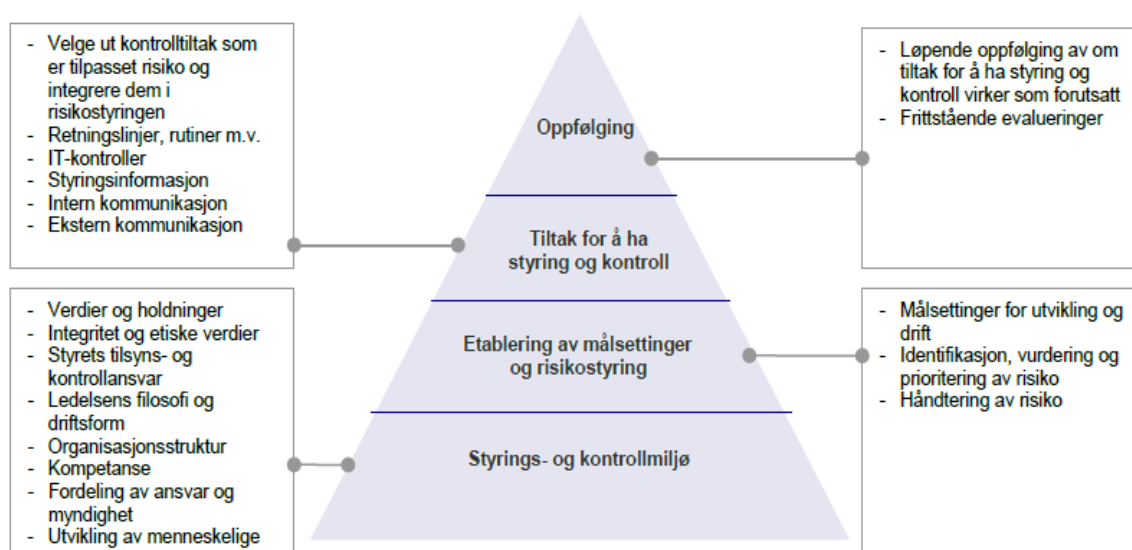 - Velge ut kontrolltiltak som
er tilpasset risiko og
integrere dem i
risikostyringen
- Retningslinjer, rutiner m.v.
- IT-kontroller
- Styringsinformasjon
- Intern kommunikasjon
- Ekstern kommunikasjon
- Verdier og holdninger
- Integritet og etiske verdier
- Styrets tilsyns- og
kontrollansvar
- Ledelsens filosofi og
driftsform
- Organisasjonsstruktur
- Kompetanse
- Fordeling av ansvar og
myndighet
- Utvikling av menneskelige
Oppfølging
Tiltak for å ha
styring og kontroll
Etablering av målsettinger
og risikostyring
Styrings- og kontrollmiljø
- Løpende oppfølging av om
tiltak for å ha styring og
kontroll virker som forutsatt
- Frittstående evalueringer
- Målsettinger for utvikling og
drift
- Identifikasjon, vurdering og
prioritering av risiko
- Håndtering av risiko